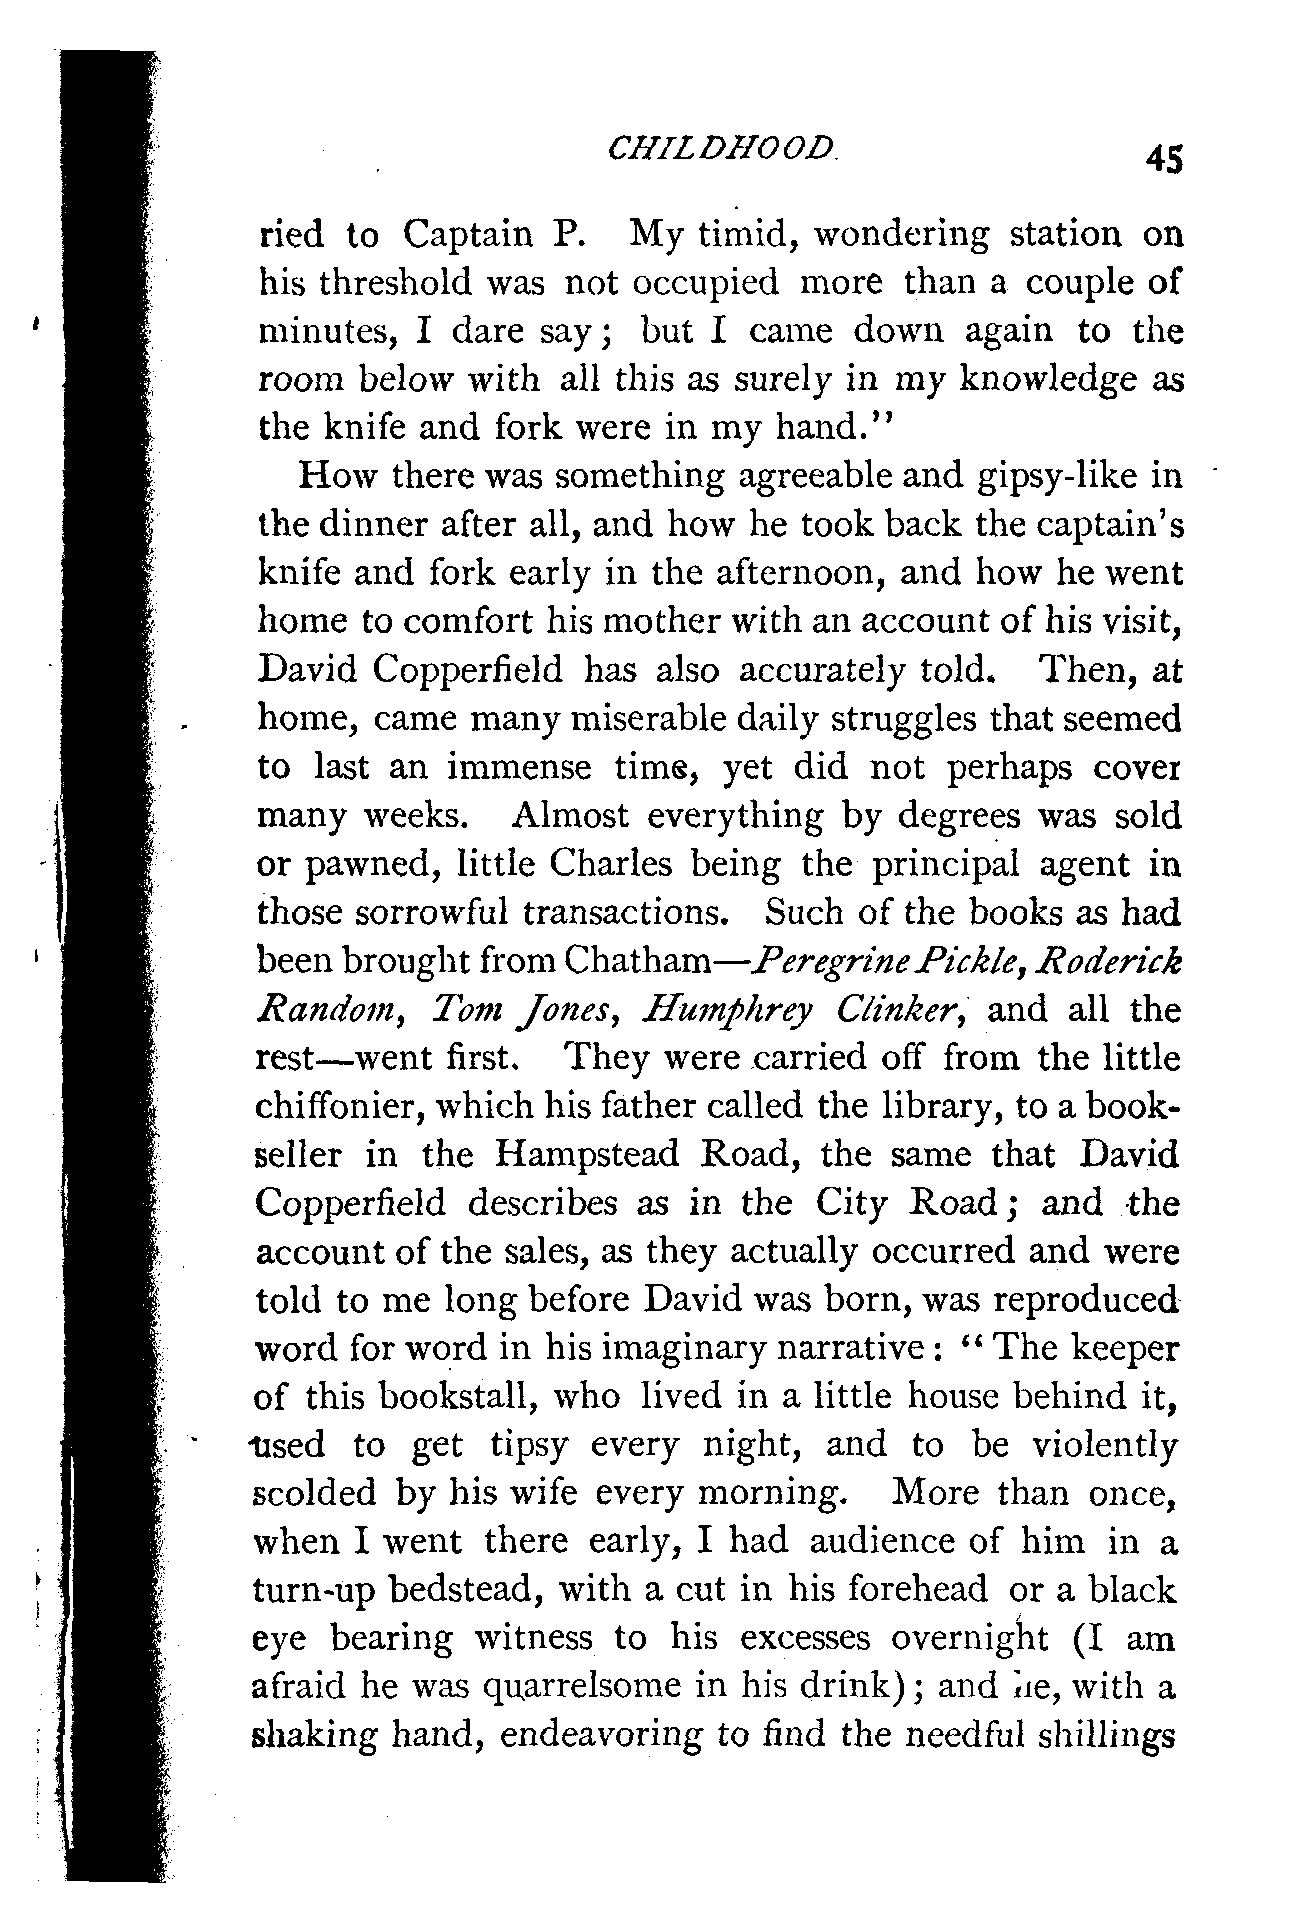 CHILDHOOD.
45
ried to Captain P. My timid, wondering station on
his threshold was not occupied more than a couple of
minutes, I dare say; but I came down again to the
room below with all this as surely in my knowledge as
the knife and fork were in my hand."
How there was something agreeable and gipsy-like in
the dinner after all, and how he took back the captain's
knife and fork early in the afternoon, and how he went
home to comfort his mother with an account of his visit,
David Copperfield has also accurately told. Then, at
home, came many miserable daily struggles that seemed
to last an immense time, yet did not perhaps cover
many weeks. Almost everything by degrees was sold
or pawned, little Charles being the principal agent in
those sorrowful transactions. Such of the books as had
been brought from Chatham—Peregrine Pickle, Roderick
Random, Tom Jones, Humphrey Clinker, and all the
rest—went first. They were carried off from the little
chiffonier, which his father called the library, to a book-
seller in the Hampstead Road, the same that David
Copperfield describes as in the City Road; and the
account of the sales, as they actually occurred and were
told to me long before David was born, was reproduced
word for word in his imaginary narrative: "The keeper
of this bookstall, who lived in a little house behind it,
used to get tipsy every night, and to be violently
scolded by his wife every morning. More than once,
when I went there early, I had audience of him in a
turn-up bedstead, with a cut in his forehead or a black
eye bearing witness to his excesses overnight (I am
afraid he was quarrelsome in his drink); and he, with a
shaking hand, endeavoring to find the needful shillings